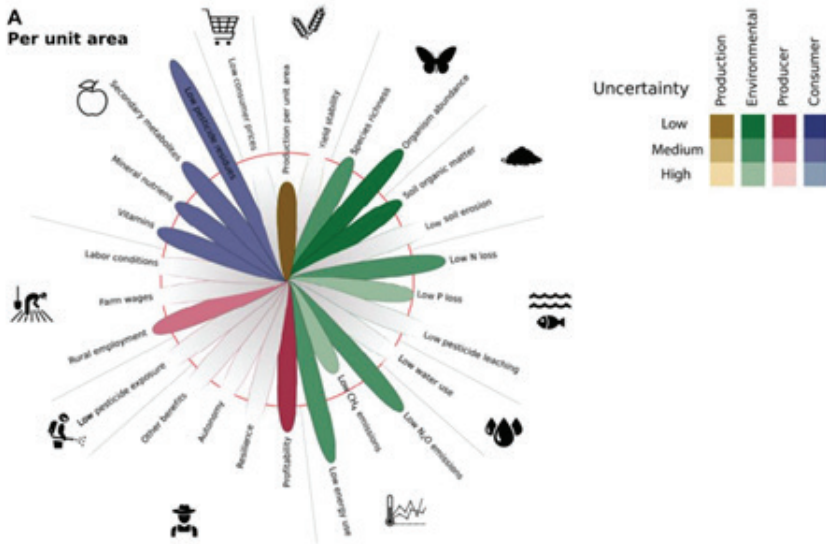 A
Per unit area
Low consumer prices
Production per unit area
Yield stability
Species richness
Organism abundance
Soil organic matter
Low soil erosion
Low N loss
Low P loss
Low pesticide leaching
Low water use
Low N₂O emissions
Low CH₄ emissions
Low energy use
Profitability
Resilience
Autonomy
Other benefits
Low pesticide exposure
Rural employment
Farm wages
Labor conditions
Vitamins
Mineral nutriens
Secondary metabolites
Low pesticide residues
Uncertainty
Production
Environmental
Producer
Consumer
Low
Medium
High